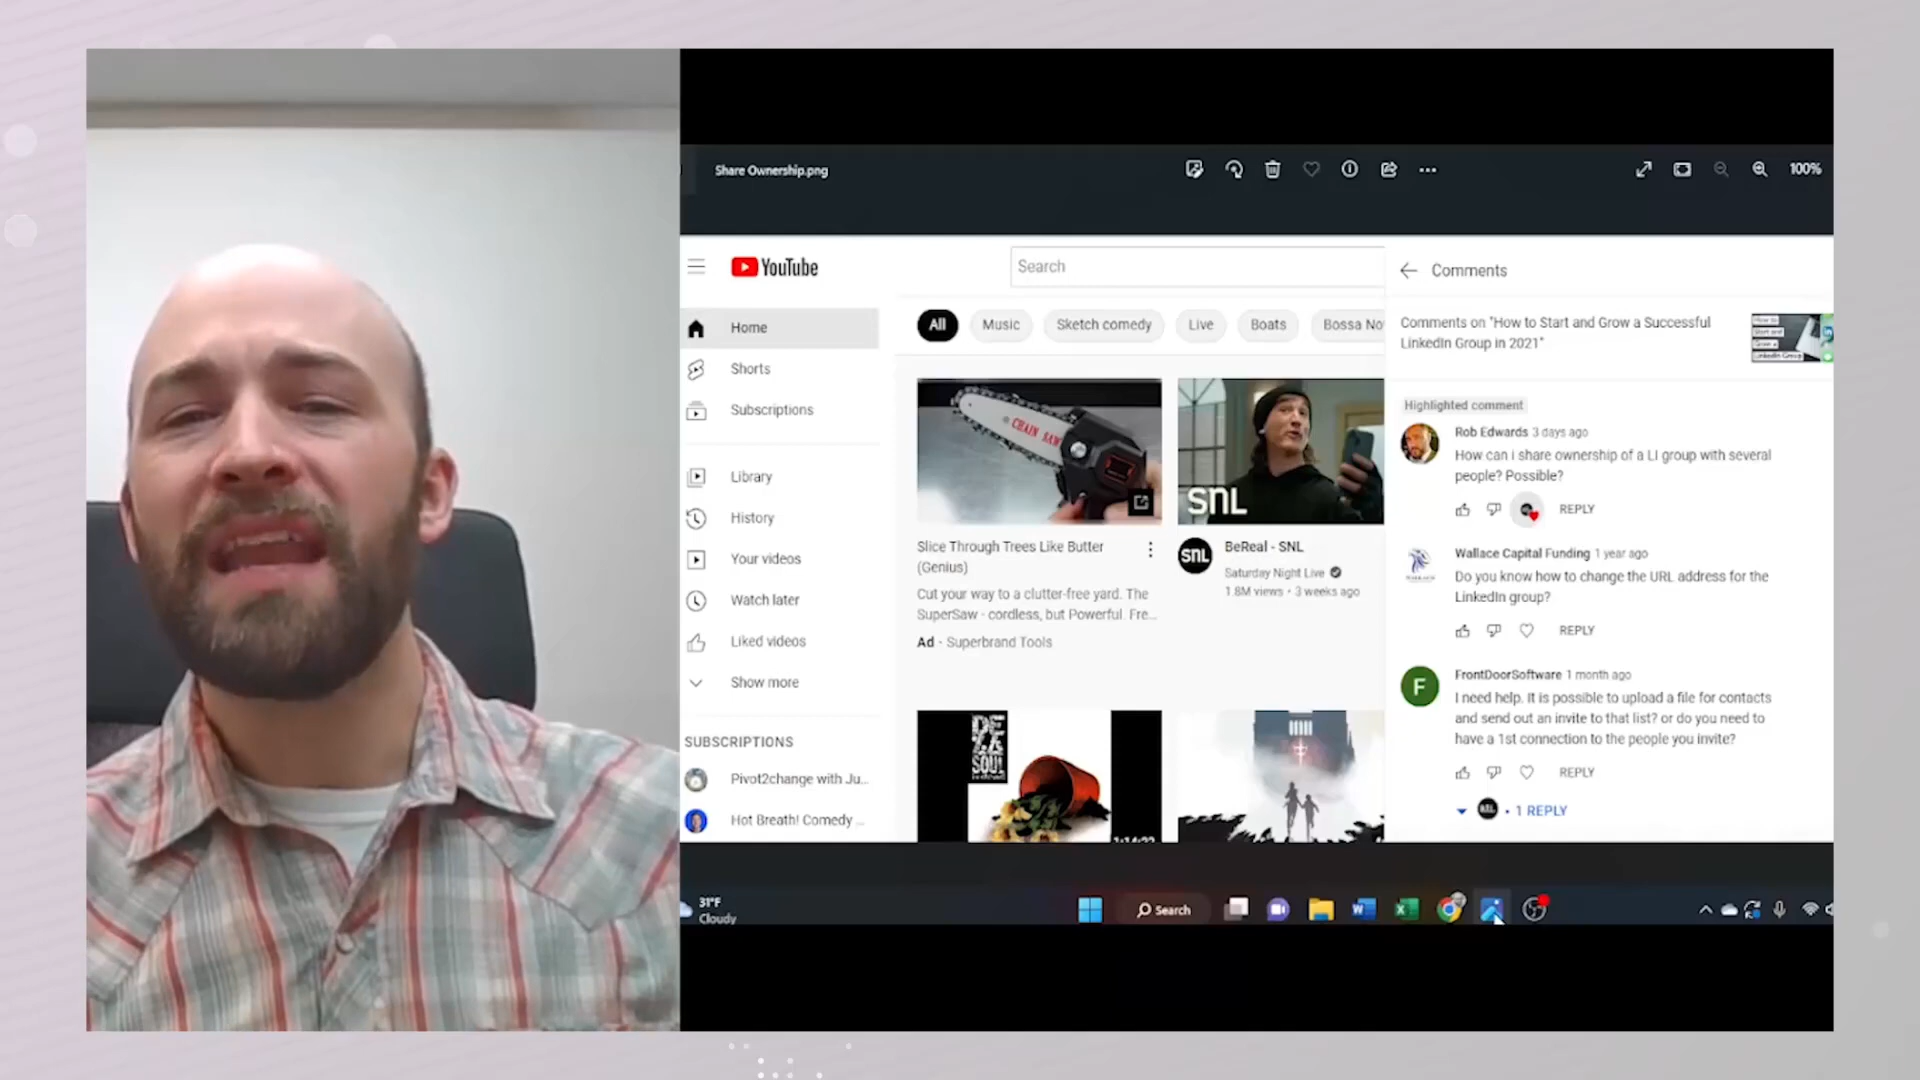 Share Ownership.png
100%
YouTube
Search
Comments
Home
All
Music
Sketch comedy
Live
Boats
Bossa No
Comments on "How to Start and Grow a Successful
LinkedIn Group in 2021"
Shorts
Subscriptions
CHAIN SAW
SNL
Highlighted comment
Rob Edwards 3 days ago
How can i share ownership of a LI group with several
people? Possible?
REPLY
Library
History
Your videos
Watch later
Liked videos
Show more
Slice Through Trees Like Butter
(Genius)
Cut your way to a clutter-free yard. The
SuperSaw - cordless, but Powerful. Fre...
Ad - Superbrand Tools
SNL
BeReal - SNL
Saturday Night Live
1.8M views • 3 weeks ago
Wallace Capital Funding 1 year ago
Do you know how to change the URL address for the
LinkedIn group?
REPLY
F
FrontDoorSoftware 1 month ago
I need help. It is possible to upload a file for contacts
and send out an invite to that list? or do you need to
have a 1st connection to the people you invite?
REPLY
• 1 REPLY
SUBSCRIPTIONS
Pivot2change with Ju...
Hot Breath! Comedy ...
SOUL
31°F
Cloudy
Search